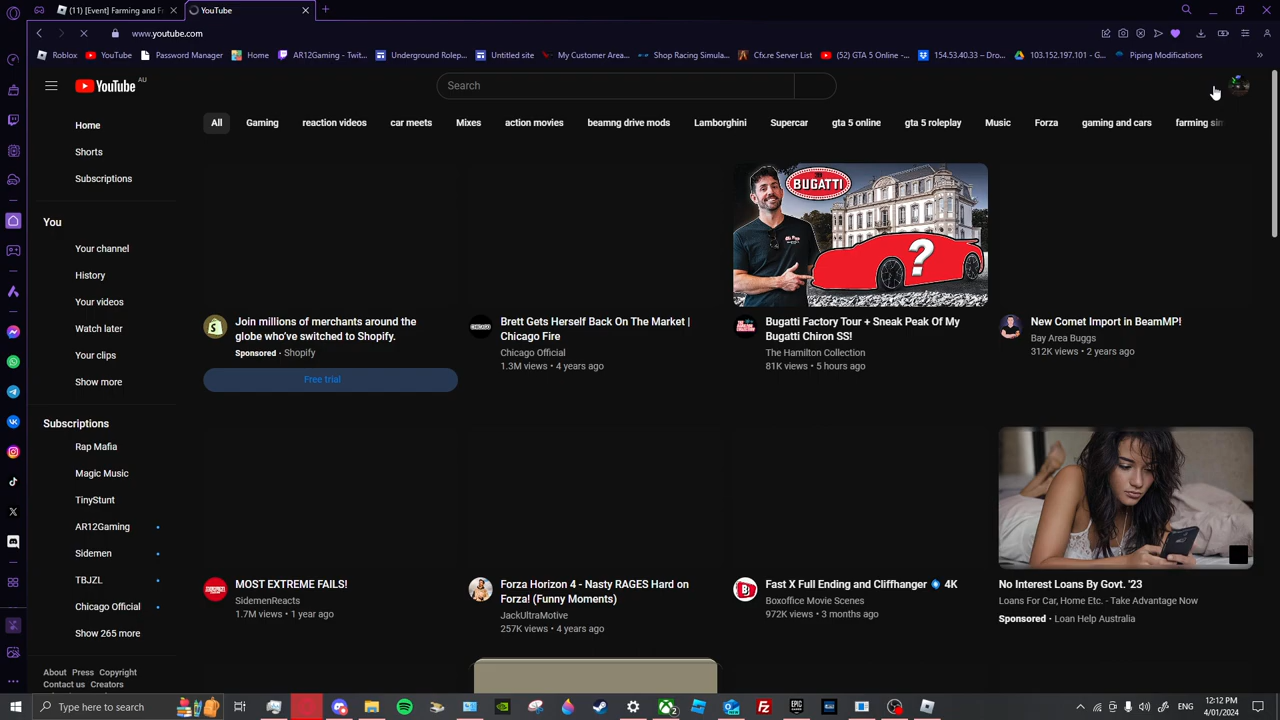 [Event] Farming and Fr
YouTube
www.youtube.com
Roblox
YouTube
Password Manager
Home
AR12Gaming - Twit...
Underground Rolep...
Untitled site
My Customer Area...
Shop Racing Simula...
Cfx.re Server List
(52) GTA 5 Online -...
154.53.40.33 – Dro...
103.152.197.101 - G...
Piping Modifications
YouTube AU
Search
Home
Shorts
Subscriptions
You
Your channel
History
Your videos
Watch later
Your clips
Show more
Subscriptions
Rap Mafia
Magic Music
TinyStunt
AR12Gaming
Sidemen
TBJZL
Chicago Official
Show 265 more
About Press Copyright
Contact us Creators
All
Gaming
reaction videos
car meets
Mixes
action movies
beamng drive mods
Lamborghini
Supercar
gta 5 online
gta 5 roleplay
Music
Forza
gaming and cars
farming sim
Join millions of merchants around the
globe who've switched to Shopify.
Sponsored • Shopify
Free trial
Brett Gets Herself Back On The Market |
Chicago Fire
Chicago Official
1.3M views • 4 years ago
BUGATTI
?
Bugatti Factory Tour + Sneak Peak Of My
Bugatti Chiron SS!
The Hamilton Collection
81K views • 5 hours ago
New Comet Import in BeamMP!
Bay Area Buggs
312K views • 2 years ago
MOST EXTREME FAILS!
SidemenReacts
1.7M views • 1 year ago
Forza Horizon 4 - Nasty RAGES Hard on
Forza! (Funny Moments)
JackUltraMotive
257K views • 4 years ago
Fast X Full Ending and Cliffhanger 4K
Boxoffice Movie Scenes
972K views • 3 months ago
No Interest Loans By Govt. '23
Loans For Car, Home Etc. - Take Advantage Now
Sponsored • Loan Help Australia
Type here to search
ENG
12:12 PM
4/01/2024